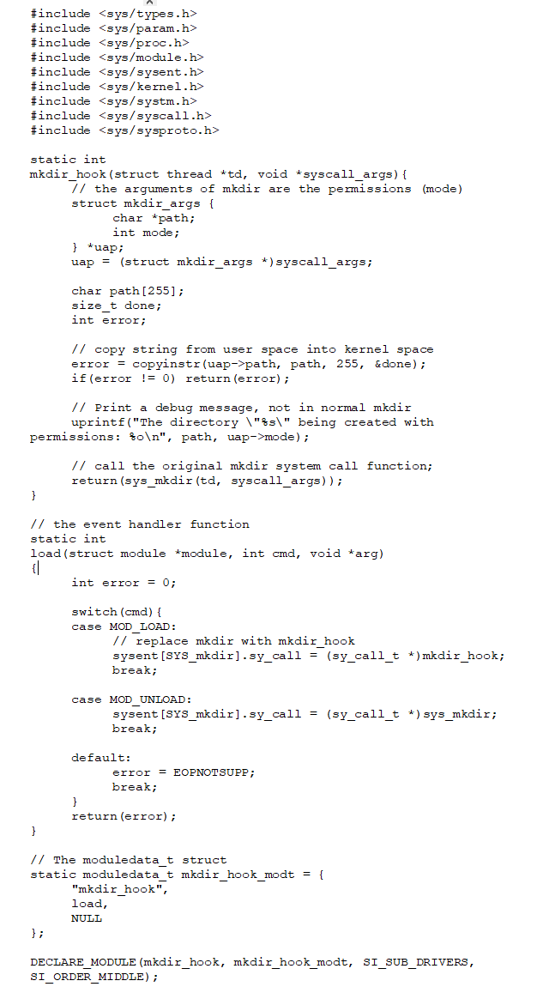 #include <sys/types.h>
#include <sys/param.h>
#include <sys/proc.h>
#include <sys/module.h>
#include <sys/sysent.h>
#include <sys/kernel.h>
#include <sys/systm.h>
#include <sys/syscall.h>
#include <sys/sysproto.h>

static int
mkdir_hook(struct thread *td, void *syscall_args){
      // the arguments of mkdir are the permissions (mode)
      struct mkdir_args {
            char *path;
            int mode;
      } *uap;
      uap = (struct mkdir_args *)syscall_args;

      char path[255];
      size_t done;
      int error;

      // copy string from user space into kernel space
      error = copyinstr(uap->path, path, 255, &done);
      if(error != 0) return(error);

      // Print a debug message, not in normal mkdir
      uprintf("The directory \"%s\" being created with
permissions: %o\n", path, uap->mode);

      // call the original mkdir system call function;
      return(sys_mkdir(td, syscall_args));
}

// the event handler function
static int
load(struct module *module, int cmd, void *arg)
{
      int error = 0;

      switch(cmd){
      case MOD_LOAD:
            // replace mkdir with mkdir_hook
            sysent[SYS_mkdir].sy_call = (sy_call_t *)mkdir_hook;
            break;

      case MOD_UNLOAD:
            sysent[SYS_mkdir].sy_call = (sy_call_t *)sys_mkdir;
            break;

      default:
            error = EOPNOTSUPP;
            break;
      }
      return(error);
}

// The moduledata_t struct
static moduledata_t mkdir_hook_modt = {
      "mkdir_hook",
      load,
      NULL
};

DECLARE_MODULE(mkdir_hook, mkdir_hook_modt, SI_SUB_DRIVERS,
SI_ORDER_MIDDLE);